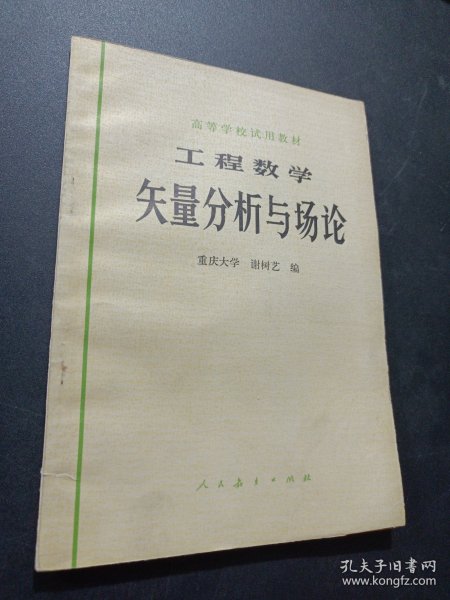 高等学校试用教材
工程数学
矢量分析与场论
重庆大学 谢树艺 编
人民教育出版社
孔夫子旧书网
www.kongfz.com